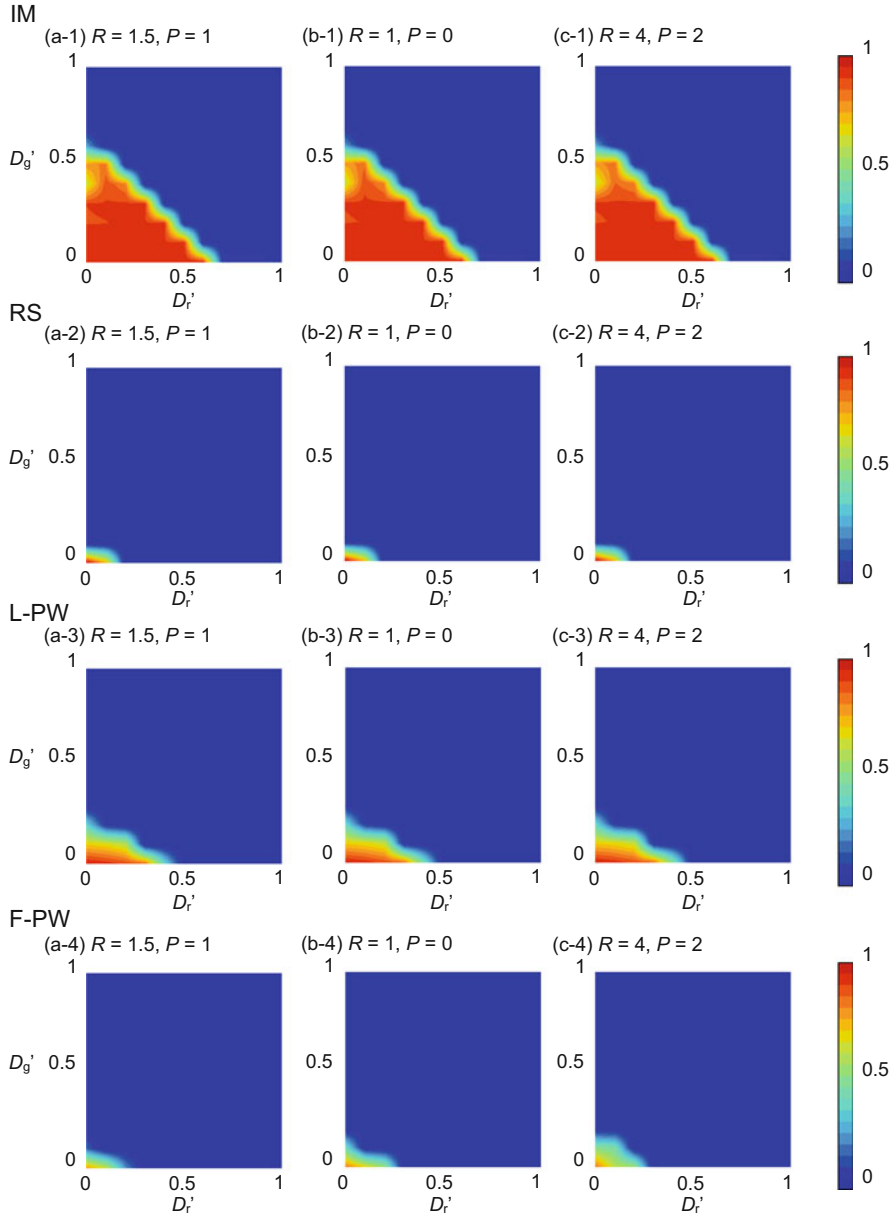 IM
(a-1) R = 1.5, P = 1
(b-1) R = 1, P = 0
(c-1) R = 4, P = 2
1
1
1
1
Dg’ 0.5
0.5
0.5
0.5
0
0
0
0
0 0.5 1
0 0.5 1
0 0.5 1
Dr’
Dr’
Dr’
RS
(a-2) R = 1.5, P = 1
(b-2) R = 1, P = 0
(c-2) R = 4, P = 2
1
1
1
1
Dg’ 0.5
0.5
0.5
0.5
0
0
0
0
0 0.5 1
0 0.5 1
0 0.5 1
Dr’
Dr’
Dr’
L-PW
(a-3) R = 1.5, P = 1
(b-3) R = 1, P = 0
(c-3) R = 4, P = 2
1
1
1
1
Dg’ 0.5
0.5
0.5
0.5
0
0
0
0
0 0.5 1
0 0.5 1
0 0.5 1
Dr’
Dr’
Dr’
F-PW
(a-4) R = 1.5, P = 1
(b-4) R = 1, P = 0
(c-4) R = 4, P = 2
1
1
1
1
Dg’ 0.5
0.5
0.5
0.5
0
0
0
0
0 0.5 1
0 0.5 1
0 0.5 1
Dr’
Dr’
Dr’